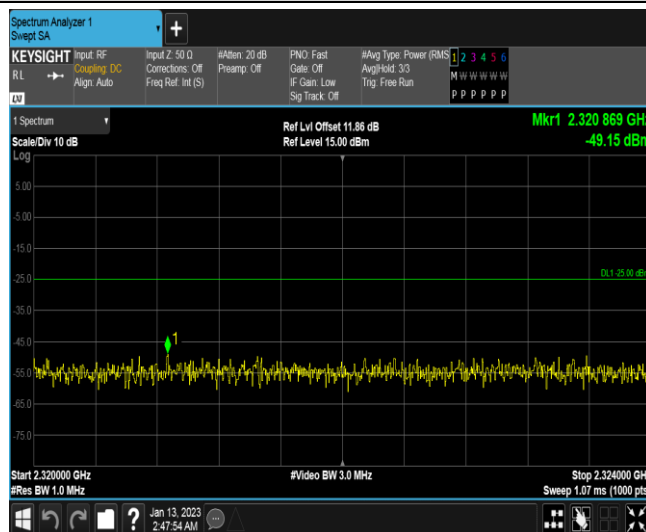 Spectrum Analyzer 1
Swept SA
+
KEYSIGHT
RL
LXI
Input: RF
Coupling: DC
Align: Auto
Input Z: 50 Ω
Corrections: Off
Freq Ref: Int (S)
#Atten: 20 dB
Preamp: Off
PNO: Fast
Gate: Off
IF Gain: Low
Sig Track: Off
#Avg Type: Power (RMS
Avg|Hold: 3/3
Trig: Free Run
1 2 3 4 5 6
M W W W W W
P P P P P P
1 Spectrum
Scale/Div 10 dB
Log
Ref Lvl Offset 11.86 dB
Ref Level 15.00 dBm
Mkr1 2.320 869 GHz
-49.15 dBm
5.00
-5.00
-15.0
-25.0
DL1 -25.00 dBm
-35.0
-45.0
1
-55.0
-65.0
-75.0
Start 2.320000 GHz
#Res BW 1.0 MHz
#Video BW 3.0 MHz
Stop 2.324000 GHz
Sweep 1.07 ms (1000 pts
?
Jan 13, 2023
2:47:54 AM